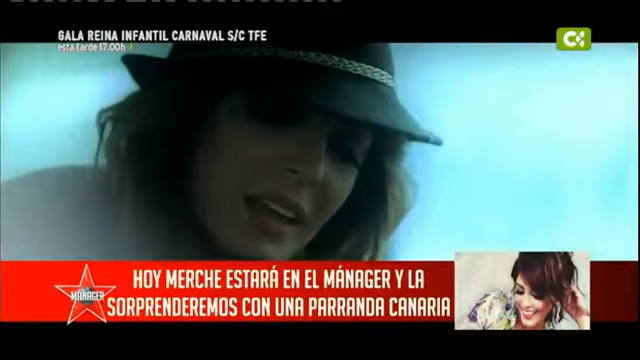 GALA REINA INFANTIL CARNAVAL S/C TFE
esta tarde 17.00h
HOY MERCHE ESTARÁ EN EL MÁNAGER Y LA
SORPRENDEREMOS CON UNA PARRANDA CANARIA
MÁNAGER